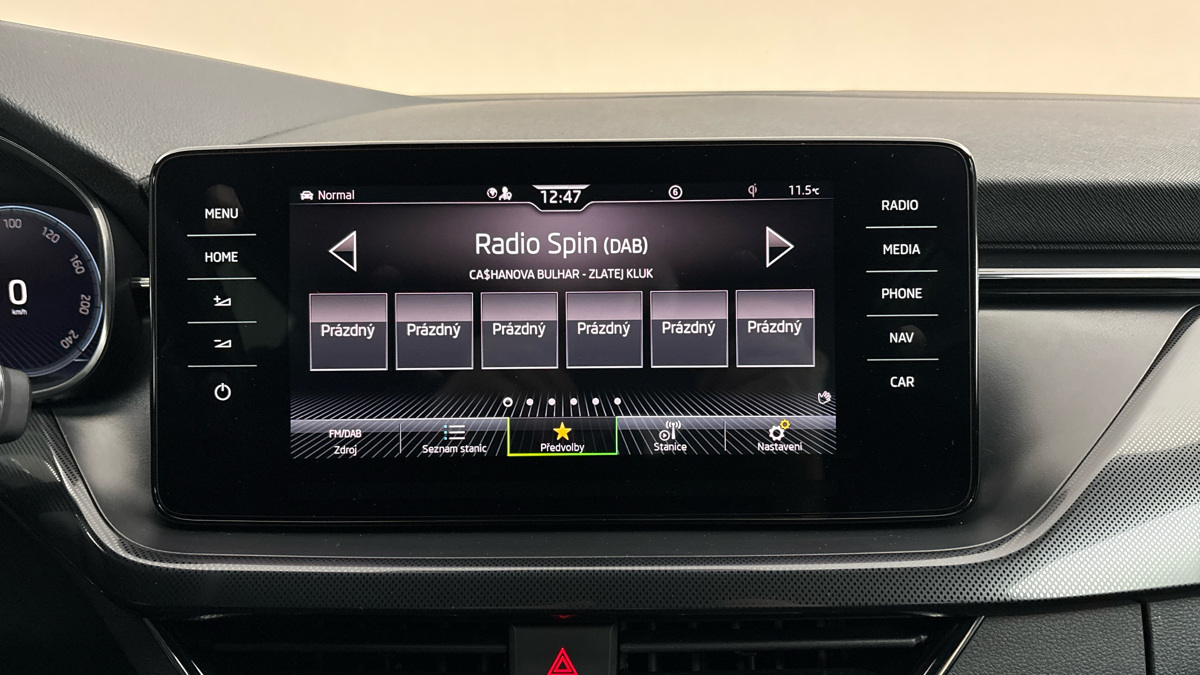 100
120
160
200
240
0
km/h
MENU
HOME
Normal
12:47
6
qi
11.5°C
Radio Spin (DAB)
CA$HANOVA BULHAR - ZLATEJ KLUK
Prázdný Prázdný Prázdný Prázdný Prázdný Prázdný
FM/DAB
Zdroj
Seznam stanic
Předvolby
Stanice
Nastavení
RADIO
MEDIA
PHONE
NAV
CAR